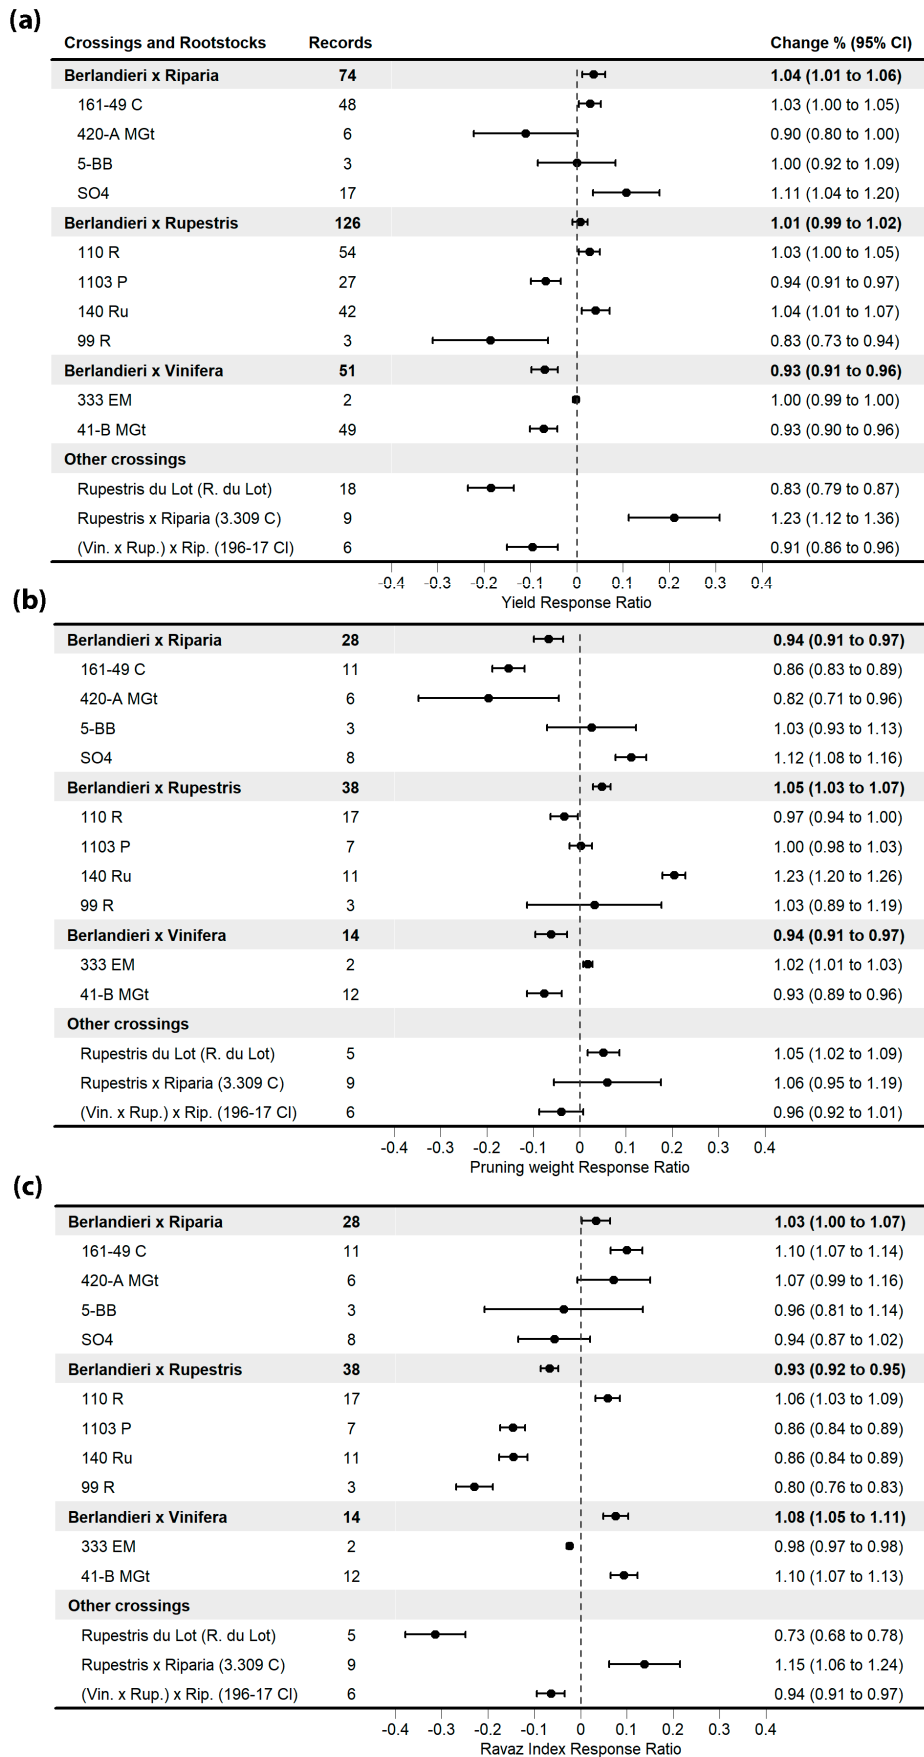 (a)
Crossings and Rootstocks Records Change % (95% CI)
Berlandieri x Riparia 74 1.04 (1.01 to 1.06)
161-49 C 48 1.03 (1.00 to 1.05)
420-A MGt 6 0.90 (0.80 to 1.00)
5-BB 3 1.00 (0.92 to 1.09)
SO4 17 1.11 (1.04 to 1.20)
Berlandieri x Rupestris 126 1.01 (0.99 to 1.02)
110 R 54 1.03 (1.00 to 1.05)
1103 P 27 0.94 (0.91 to 0.97)
140 Ru 42 1.04 (1.01 to 1.07)
99 R 3 0.83 (0.73 to 0.94)
Berlandieri x Vinifera 51 0.93 (0.91 to 0.96)
333 EM 2 1.00 (0.99 to 1.00)
41-B MGt 49 0.93 (0.90 to 0.96)
Other crossings
Rupestris du Lot (R. du Lot) 18 0.83 (0.79 to 0.87)
Rupestris x Riparia (3.309 C) 9 1.23 (1.12 to 1.36)
(Vin. x Rup.) x Rip. (196-17 Cl) 6 0.91 (0.86 to 0.96)
-0.4 -0.3 -0.2 -0.1 0 0.1 0.2 0.3 0.4
Yield Response Ratio
(b)
Berlandieri x Riparia 28 0.94 (0.91 to 0.97)
161-49 C 11 0.86 (0.83 to 0.89)
420-A MGt 6 0.82 (0.71 to 0.96)
5-BB 3 1.03 (0.93 to 1.13)
SO4 8 1.12 (1.08 to 1.16)
Berlandieri x Rupestris 38 1.05 (1.03 to 1.07)
110 R 17 0.97 (0.94 to 1.00)
1103 P 7 1.00 (0.98 to 1.03)
140 Ru 11 1.23 (1.20 to 1.26)
99 R 3 1.03 (0.89 to 1.19)
Berlandieri x Vinifera 14 0.94 (0.91 to 0.97)
333 EM 2 1.02 (1.01 to 1.03)
41-B MGt 12 0.93 (0.89 to 0.96)
Other crossings
Rupestris du Lot (R. du Lot) 5 1.05 (1.02 to 1.09)
Rupestris x Riparia (3.309 C) 9 1.06 (0.95 to 1.19)
(Vin. x Rup.) x Rip. (196-17 Cl) 6 0.96 (0.92 to 1.01)
-0.4 -0.3 -0.2 -0.1 0 0.1 0.2 0.3 0.4
Pruning weight Response Ratio
(c)
Berlandieri x Riparia 28 1.03 (1.00 to 1.07)
161-49 C 11 1.10 (1.07 to 1.14)
420-A MGt 6 1.07 (0.99 to 1.16)
5-BB 3 0.96 (0.81 to 1.14)
SO4 8 0.94 (0.87 to 1.02)
Berlandieri x Rupestris 38 0.93 (0.92 to 0.95)
110 R 17 1.06 (1.03 to 1.09)
1103 P 7 0.86 (0.84 to 0.89)
140 Ru 11 0.86 (0.84 to 0.89)
99 R 3 0.80 (0.76 to 0.83)
Berlandieri x Vinifera 14 1.08 (1.05 to 1.11)
333 EM 2 0.98 (0.97 to 0.98)
41-B MGt 12 1.10 (1.07 to 1.13)
Other crossings
Rupestris du Lot (R. du Lot) 5 0.73 (0.68 to 0.78)
Rupestris x Riparia (3.309 C) 9 1.15 (1.06 to 1.24)
(Vin. x Rup.) x Rip. (196-17 Cl) 6 0.94 (0.91 to 0.97)
-0.4 -0.3 -0.2 -0.1 0 0.1 0.2 0.3 0.4
Ravaz Index Response Ratio